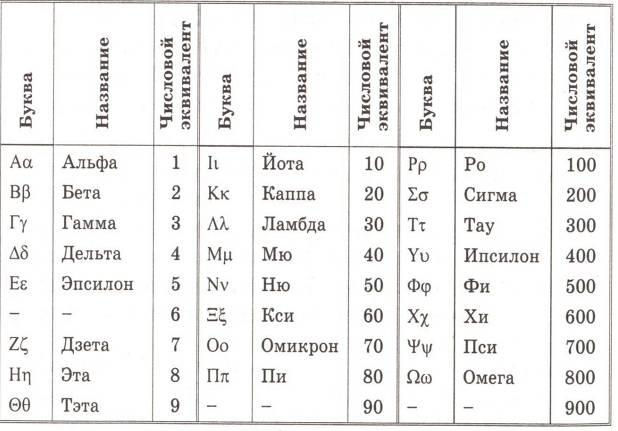 Буква Название Числовой эквивалент Буква Название Числовой эквивалент Буква Название Числовой эквивалент
Αα Альфа 1 Ιι Йота 10 Ρρ Ро 100
Ββ Бета 2 Κκ Каппа 20 Σσ Сигма 200
Γγ Гамма 3 Λλ Ламбда 30 Ττ Тау 300
Δδ Дельта 4 Μμ Мю 40 Υυ Ипсилон 400
Εε Эпсилон 5 Νν Ню 50 Φφ Фи 500
– – 6 Ξξ Кси 60 Χχ Хи 600
Ζζ Дзета 7 Οο Омикрон 70 Ψψ Пси 700
Ηη Эта 8 Ππ Пи 80 Ωω Омега 800
Θθ Тэта 9 – – 90 – – 900